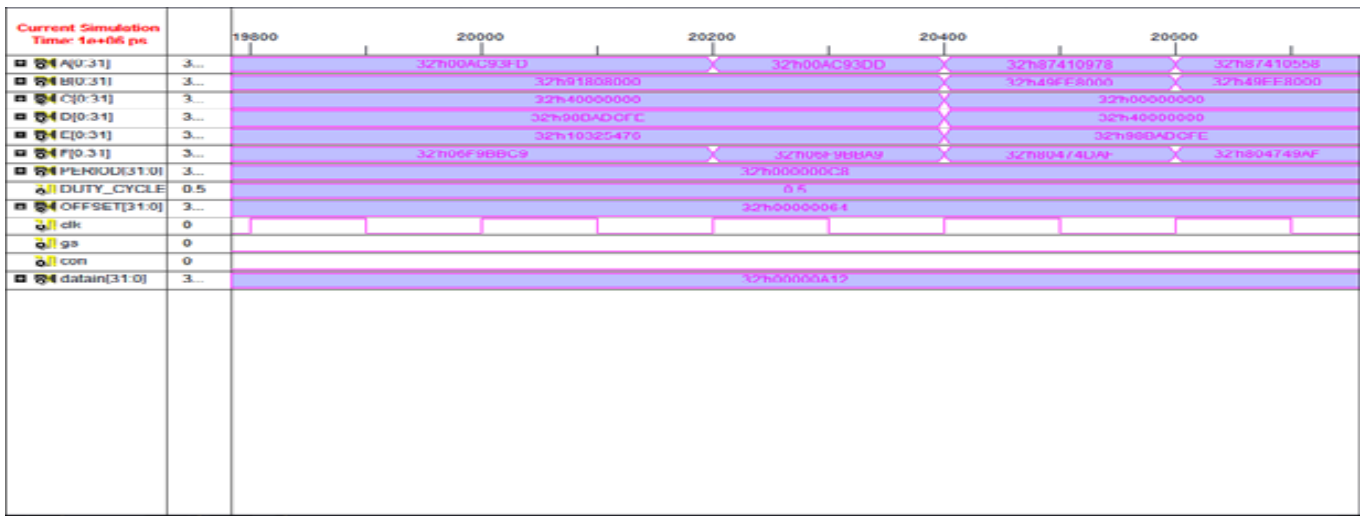 Current Simulation
Time: 1e+06 ps
19800 20000 20200 20400 20600
A[0:31] 3... 32'h00AC93FD 32'h00AC93DD 32'h87410978 32'h87410558
B[0:31] 3... 32'h91808000 32'h49EE8000 32'h49EE8000
C[0:31] 3... 32'h40000000 32'h00000000
D[0:31] 3... 32'h98BADCFE 32'h40000000
E[0:31] 3... 32'h10325476 32'h98BADCFE
F[0:31] 3... 32'h06F9BBC9 32'h06F9BBA9 32'h80474DAF 32'h804749AF
PERIOD[31:0] 3... 32'h000000C8
DUTY_CYCLE 0.5 0.5
OFFSET[31:0] 3... 32'h00000064
clk 0
gs 0
con 0
datain[31:0] 3... 32'h00000A12